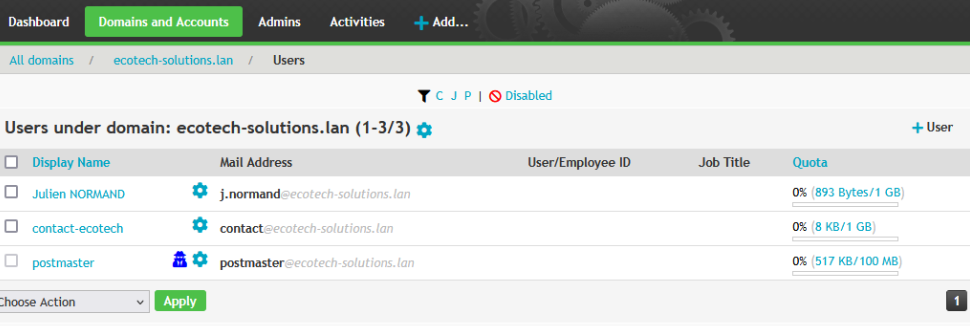 Dashboard Domains and Accounts Admins Activities + Add...
All domains / ecotech-solutions.lan / Users
C J P | Disabled
Users under domain: ecotech-solutions.lan (1-3/3) + User
Display Name Mail Address User/Employee ID Job Title Quota
Julien NORMAND j.normand@ecotech-solutions.lan 0% (893 Bytes/1 GB)
contact-ecotech contact@ecotech-solutions.lan 0% (8 KB/1 GB)
postmaster postmaster@ecotech-solutions.lan 0% (517 KB/100 MB)
Choose Action Apply 1